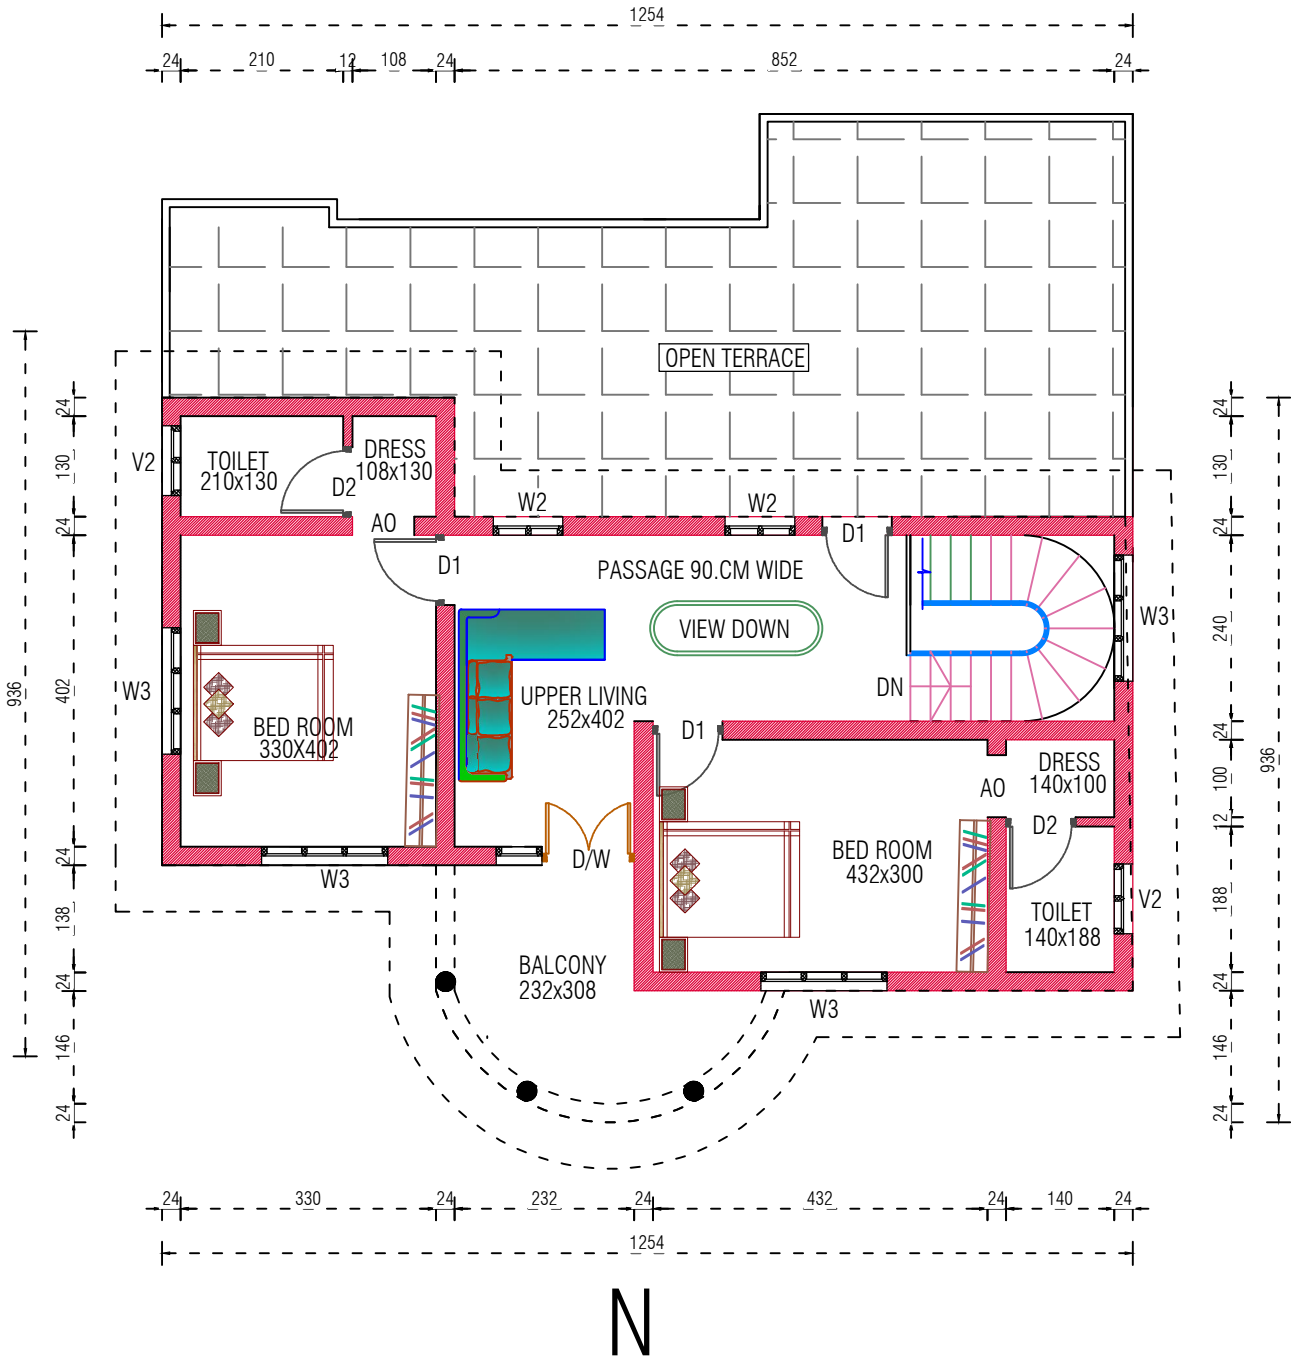 1254
24 210 12 108 24 852 24
OPEN TERRACE
24
130
24
402
24
138
24
146
24
936
24
130
24
240
24
100
12
188
24
146
24
936
V2
TOILET
210x130
D2
DRESS
108x130
AO
W2
W2
D1
D1
PASSAGE 90.CM WIDE
VIEW DOWN
W3
DN
W3
BED ROOM
330X402
UPPER LIVING
252x402
D1
DRESS
140x100
AO
D2
W3
D/W
BED ROOM
432x300
TOILET
140x188
V2
BALCONY
232x308
W3
24 330 24 232 24 432 24 140 24
1254
N